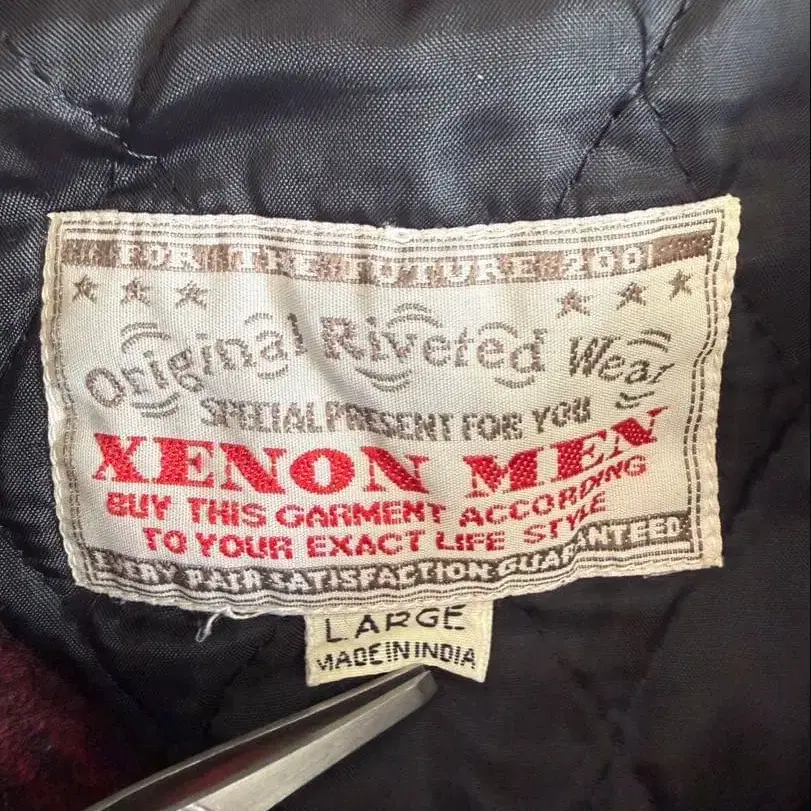 FOR THE FUTURE 200
Original Riveted Wear
SPECIAL PRESENT FOR YOU
XENON MEN
BUY THIS GARMENT ACCORDING
TO YOUR EXACT LIFE STYLE
EVERY PAIR SATISFACTION GUARANTEED
LARGE
MADE IN INDIA